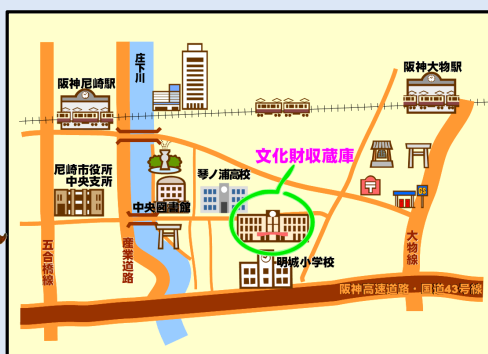 庄下川
阪神尼崎駅
阪神大物駅
文化財収蔵庫
尼崎市役所
中央支所
琴ノ浦高校
中央図書館
五合橋線
産業道路
大物線
明城小学校
阪神高速道路・国道43号線